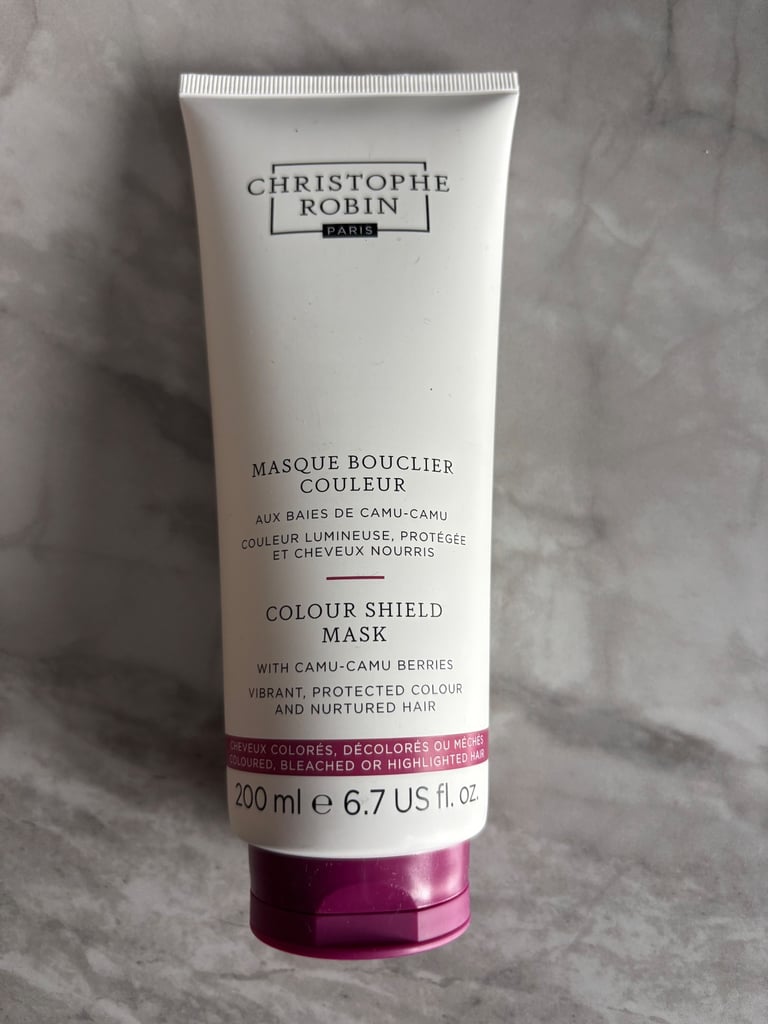 CHRISTOPHE
ROBIN
PARIS
MASQUE BOUCLIER
COULEUR
AUX BAIES DE CAMU-CAMU
COULEUR LUMINEUSE, PROTÉGÉE
ET CHEVEUX NOURRIS
COLOUR SHIELD
MASK
WITH CAMU-CAMU BERRIES
VIBRANT, PROTECTED COLOUR
AND NURTURED HAIR
CHEVEUX COLORÉS, DÉCOLORÉS OU MÉCHÉS
COLOURED, BLEACHED OR HIGHLIGHTED HAIR
200 ml ℮ 6.7 US fl. oz.